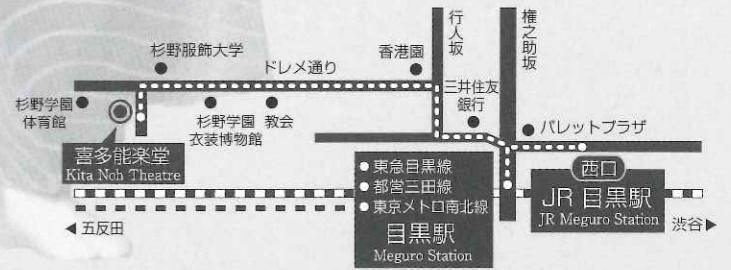 行人坂
権之助坂
杉野服飾大学
ドレメ通り
香港園
三井住友
銀行
杉野学園
体育館
杉野学園
衣装博物館
教会
パレットプラザ
喜多能楽堂
Kita Noh Theatre
東急目黒線
都営三田線
東京メトロ南北線
目黒駅
Meguro Station
西口
JR 目黒駅
JR Meguro Station
◀五反田
渋谷▶